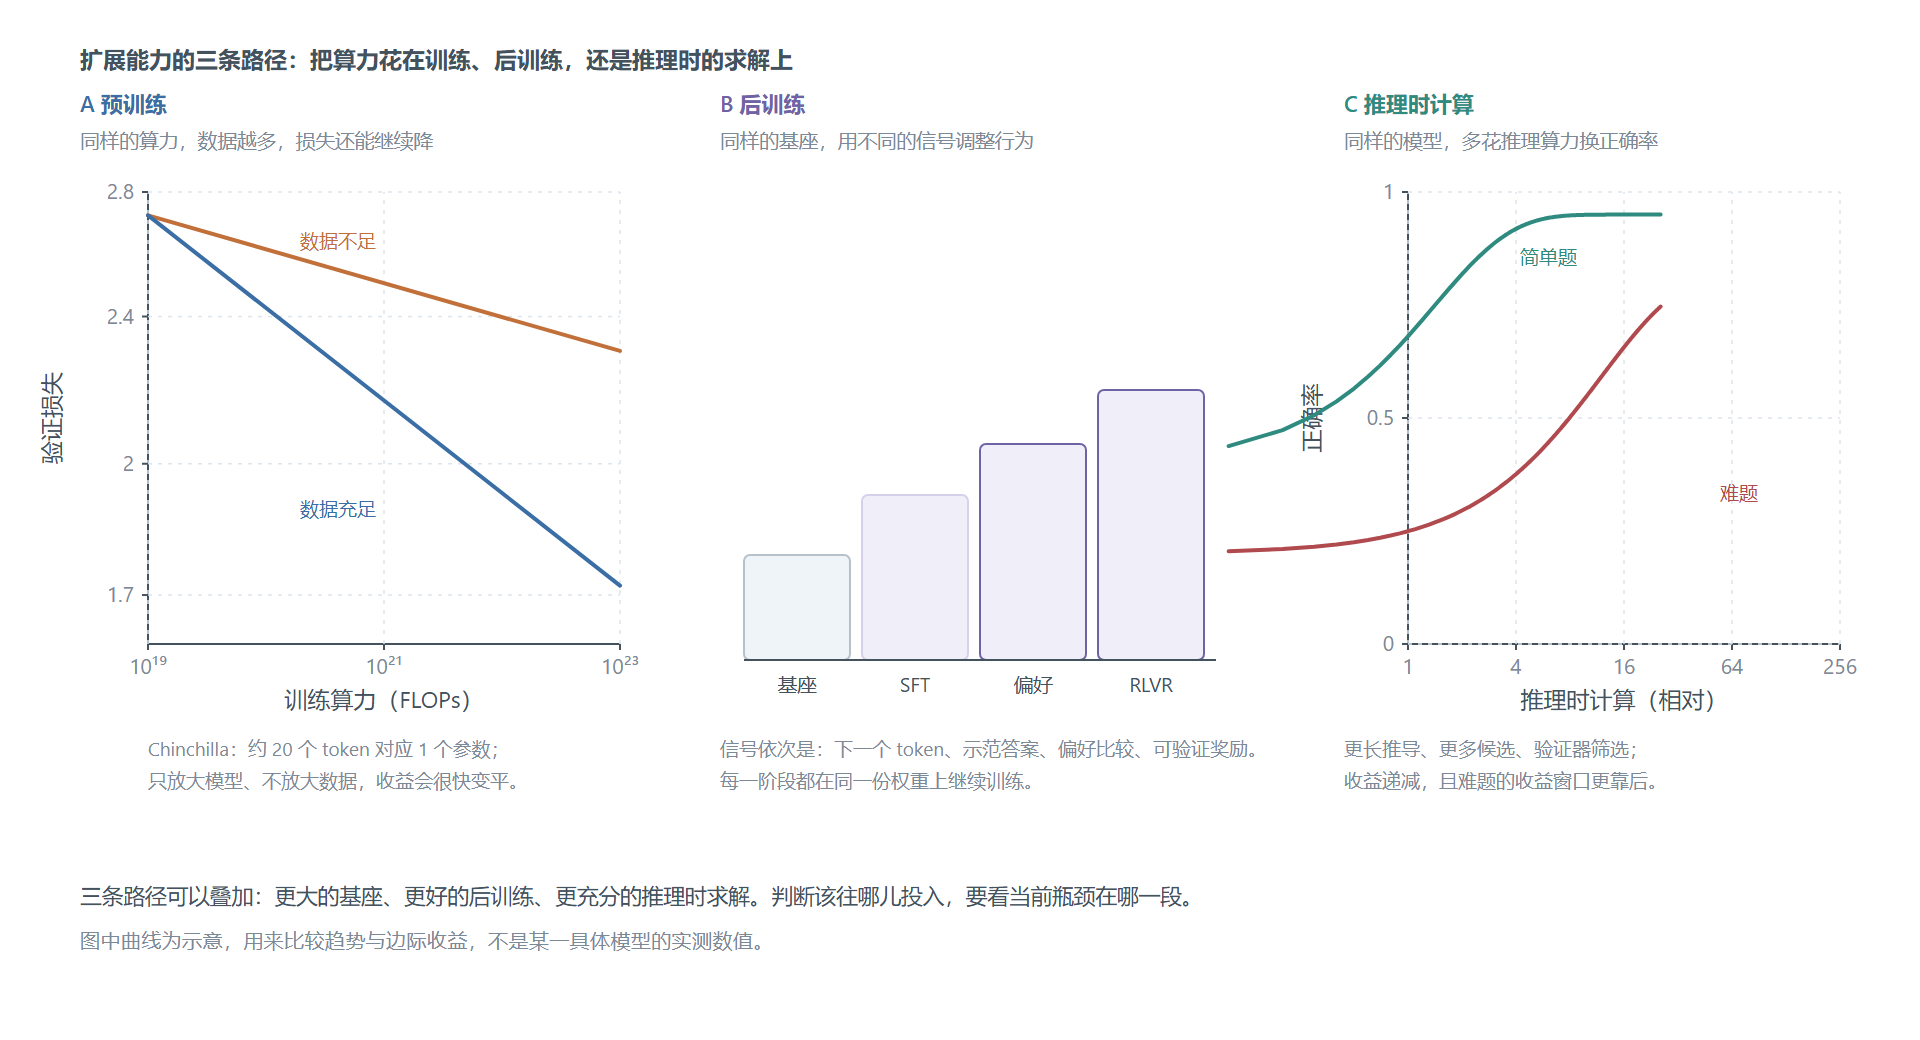 扩展能力的三条路径：把算力花在训练、后训练，还是推理时的求解上
A 预训练
同样的算力，数据越多，损失还能继续降
2.8
2.4
2
1.7
验证损失
数据不足
数据充足
10¹⁹
10²¹
10²³
训练算力（FLOPs）
Chinchilla：约 20 个 token 对应 1 个参数；
只放大模型、不放大数据，收益会很快变平。
B 后训练
同样的基座，用不同的信号调整行为
基座
SFT
偏好
RLVR
信号依次是：下一个 token、示范答案、偏好比较、可验证奖励。
每一阶段都在同一份权重上继续训练。
C 推理时计算
同样的模型，多花推理算力换正确率
1
0.5
0
正确率
简单题
难题
1
4
16
64
256
推理时计算（相对）
更长推导、更多候选、验证器筛选；
收益递减，且难题的收益窗口更靠后。
三条路径可以叠加：更大的基座、更好的后训练、更充分的推理时求解。判断该往哪儿投入，要看当前瓶颈在哪一段。
图中曲线为示意，用来比较趋势与边际收益，不是某一具体模型的实测数值。